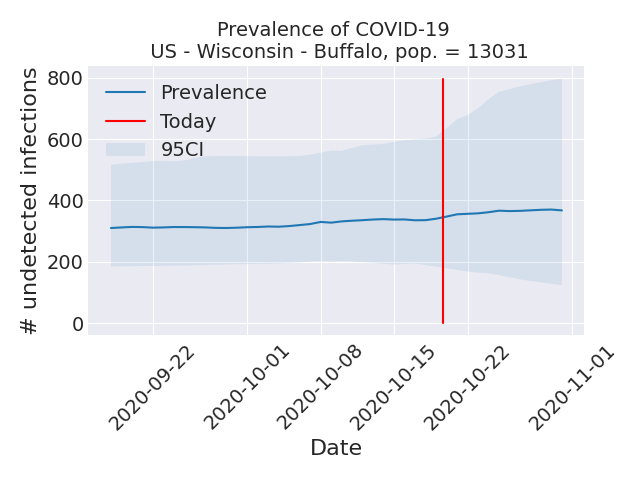 Prevalence of COVID-19
US - Wisconsin - Buffalo, pop. = 13031
# undetected infections
800
600
400
200
0
Prevalence
Today
95CI
2020-09-22
2020-10-01
2020-10-08
2020-10-15
2020-10-22
2020-11-01
Date